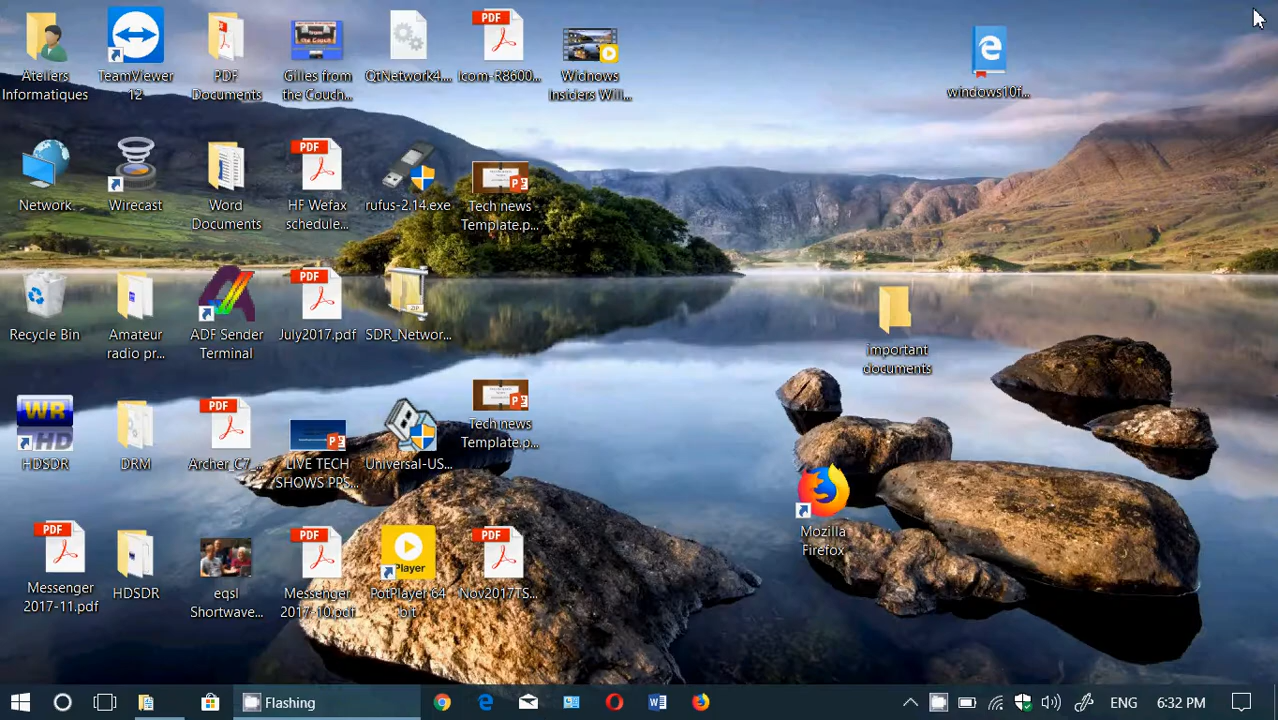 Ateliers
Informatiques
TeamViewer
12
PDF
PDF
Documents
Gilles from
the Couch...
QtNetwork4....
PDF
Icom-R8600...
WIdnows
Insiders Will...
windows10f...
Network
Wirecast
Word
Documents
PDF
HF Wefax
schedule...
rufus-2.14.exe
Tech news
Template.p...
Recycle Bin
Amateur
radio pr...
ADF Sender
Terminal
PDF
July2017.pdf
SDR_Networ...
important
documents
WR
HD
HDSDR
DRM
PDF
Archer_C7_...
LIVE TECH
SHOWS PPS...
Universal-US...
Tech news
Template.p...
Mozilla
Firefox
PDF
Messenger
2017-11.pdf
HDSDR
eqsl
Shortwave...
PDF
Messenger
2017-10.pdf
Player
PotPlayer 64
bit
PDF
Nov2017TS...
Flashing
ENG
6:32 PM